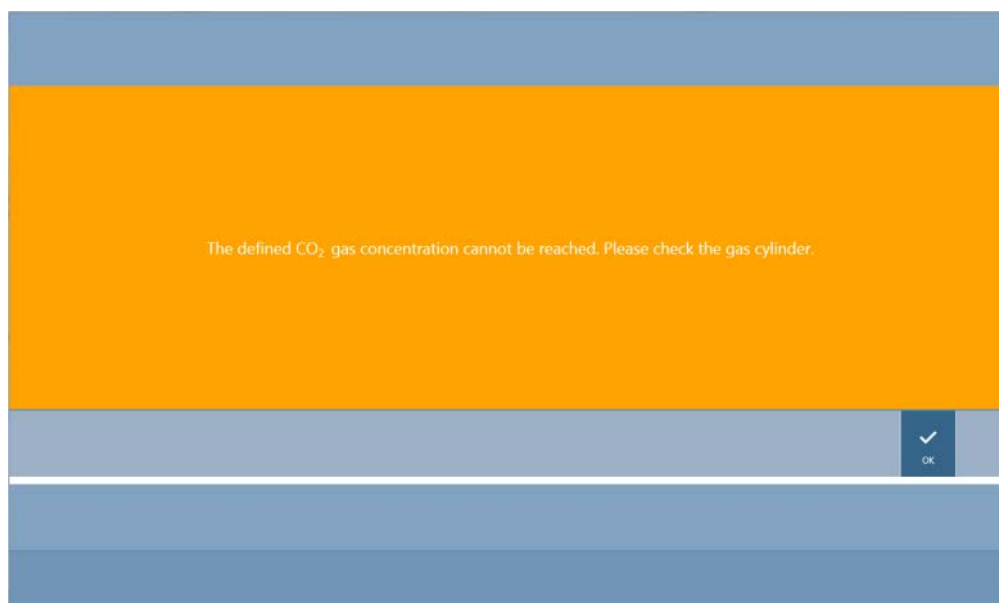 The defined CO₂ gas concentration cannot be reached. Please check the gas cylinder.
OK